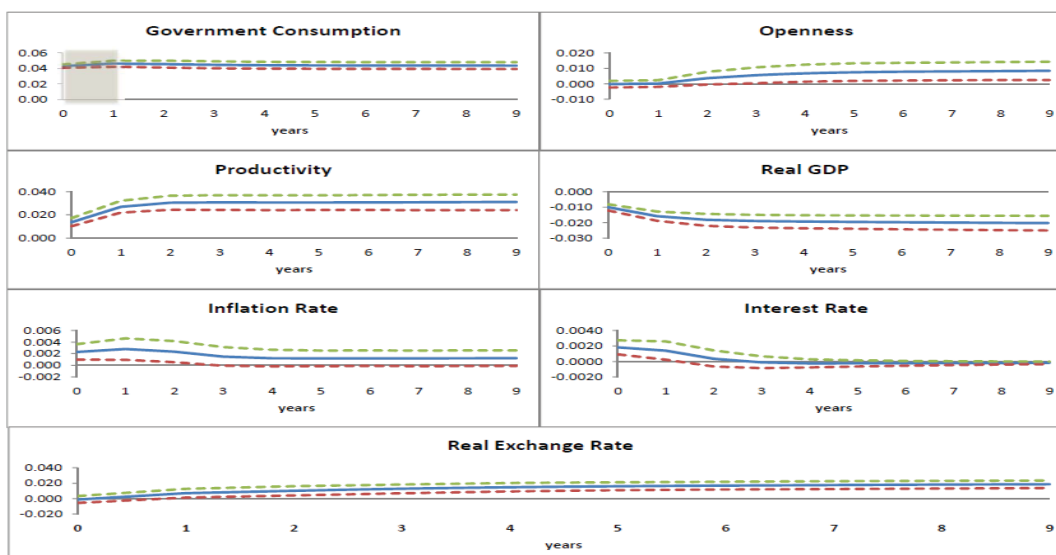 Government Consumption
0.06
0.04
0.02
0.00
0 1 2 3 4 5 6 7 8 9
years
Openness
0.020
0.010
0.000
-0.010
0 1 2 3 4 5 6 7 8 9
years
Productivity
0.040
0.020
0.000
0 1 2 3 4 5 6 7 8 9
years
Real GDP
0.000
-0.010
-0.020
-0.030
0 1 2 3 4 5 6 7 8 9
years
Inflation Rate
0.006
0.004
0.002
0.000
-0.002
0 1 2 3 4 5 6 7 8 9
years
Interest Rate
0.0040
0.0020
0.0000
-0.0020
0 1 2 3 4 5 6 7 8 9
years
Real Exchange Rate
0.040
0.020
0.000
-0.020
0 1 2 3 4 5 6 7 8 9
years